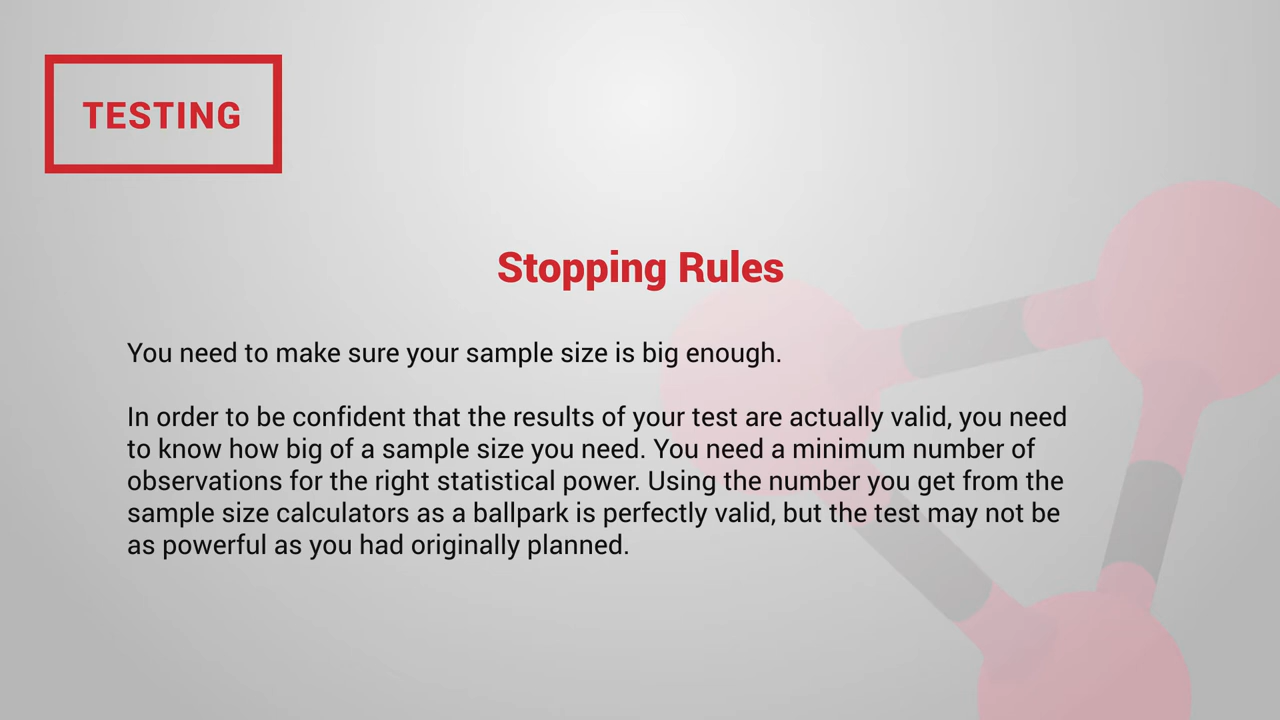 TESTING
Stopping Rules
You need to make sure your sample size is big enough.
In order to be confident that the results of your test are actually valid, you need
to know how big of a sample size you need. You need a minimum number of
observations for the right statistical power. Using the number you get from the
sample size calculators as a ballpark is perfectly valid, but the test may not be
as powerful as you had originally planned.